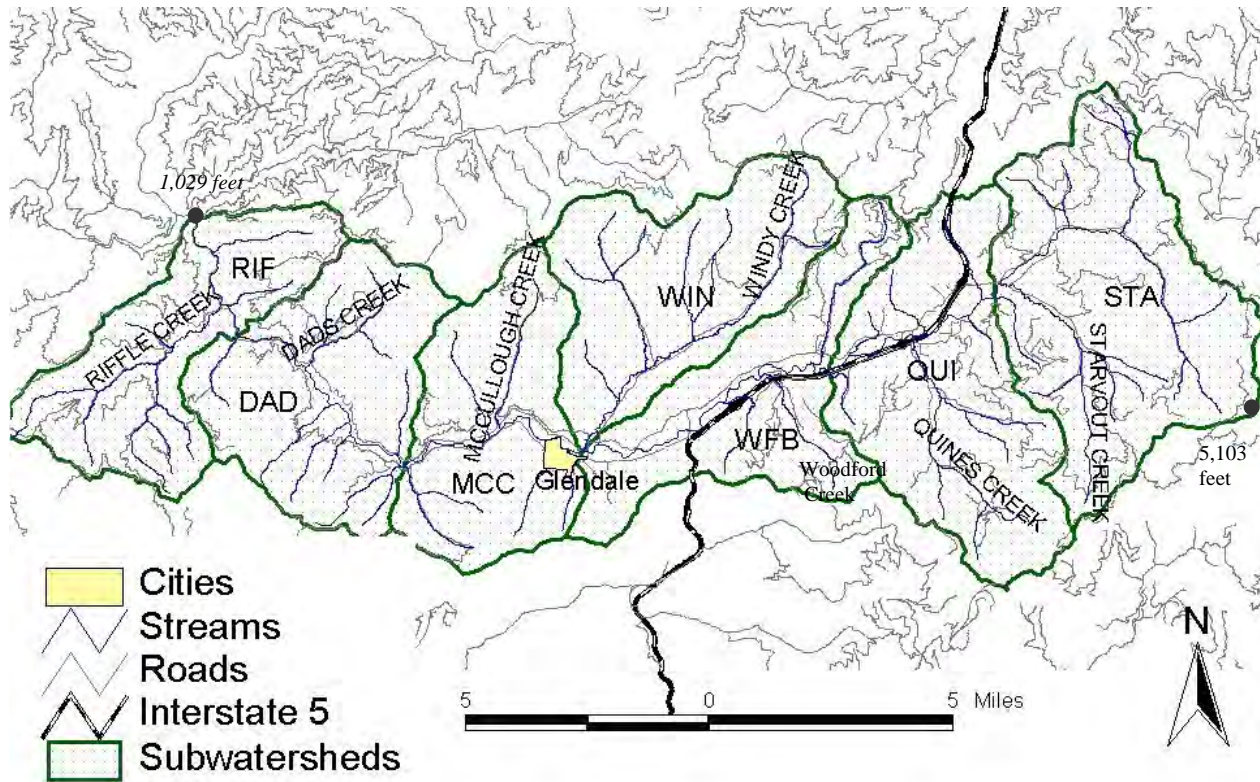 1,029 feet
RIF
RIFFLE CREEK
DADS CREEK
DAD
MCCULLOUGH CREEK
MCC
Glendale
WIN
WINDY CREEK
WFB
Woodford
Creek
QUI
QUINES CREEK
STA
STARVOUT CREEK
5,103
feet
Cities
Streams
Roads
Interstate 5
Subwatersheds
5 0 5 Miles
N